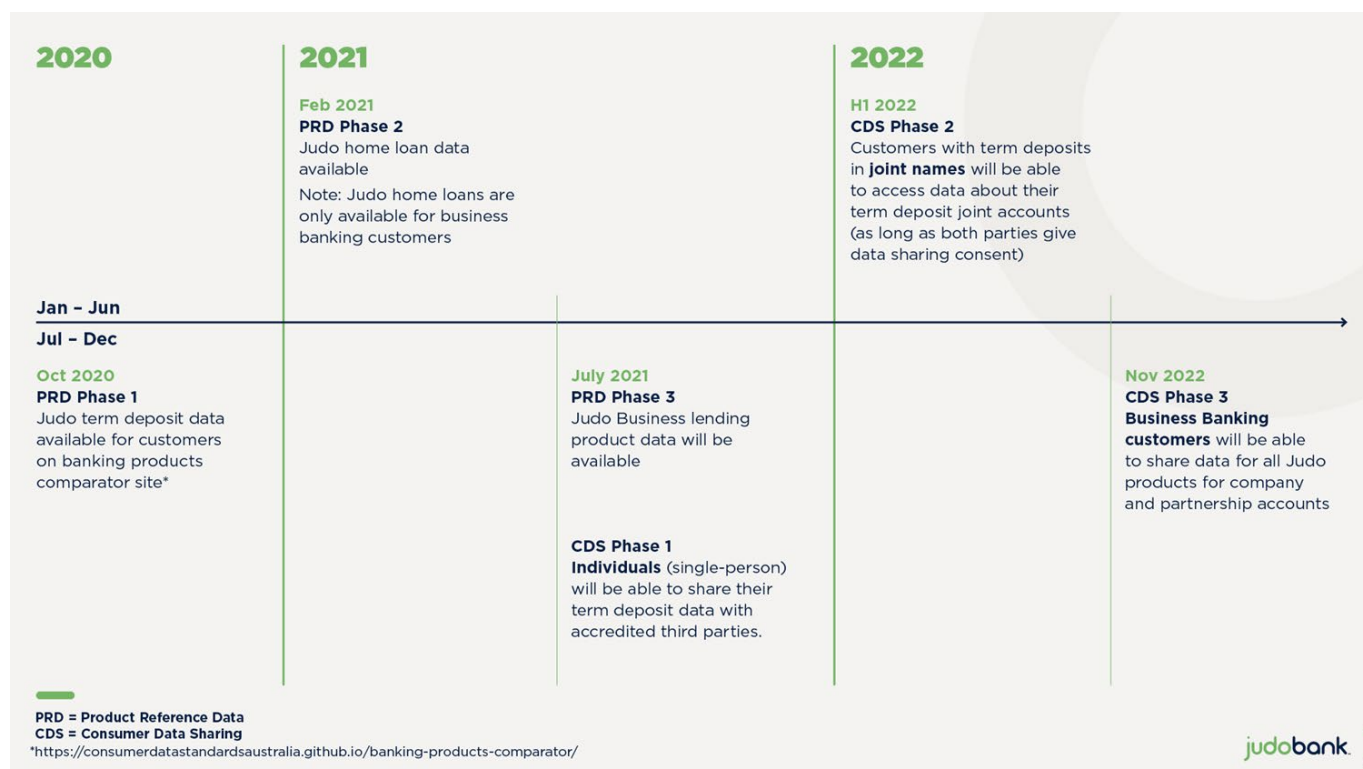 2020
2021
2022
Feb 2021
PRD Phase 2
Judo home loan data
available
Note: Judo home loans are
only available for business
banking customers
H1 2022
CDS Phase 2
Customers with term deposits
in joint names will be able
to access data about their
term deposit joint accounts
(as long as both parties give
data sharing consent)
Jan – Jun
Jul – Dec
Oct 2020
PRD Phase 1
Judo term deposit data
available for customers
on banking products
comparator site*
July 2021
PRD Phase 3
Judo Business lending
product data will be
available
CDS Phase 1
Individuals (single-person)
will be able to share their
term deposit data with
accredited third parties.
Nov 2022
CDS Phase 3
Business Banking
customers will be able
to share data for all Judo
products for company
and partnership accounts
PRD = Product Reference Data
CDS = Consumer Data Sharing
*https://consumerdatastandardsaustralia.github.io/banking-products-comparator/
judobank